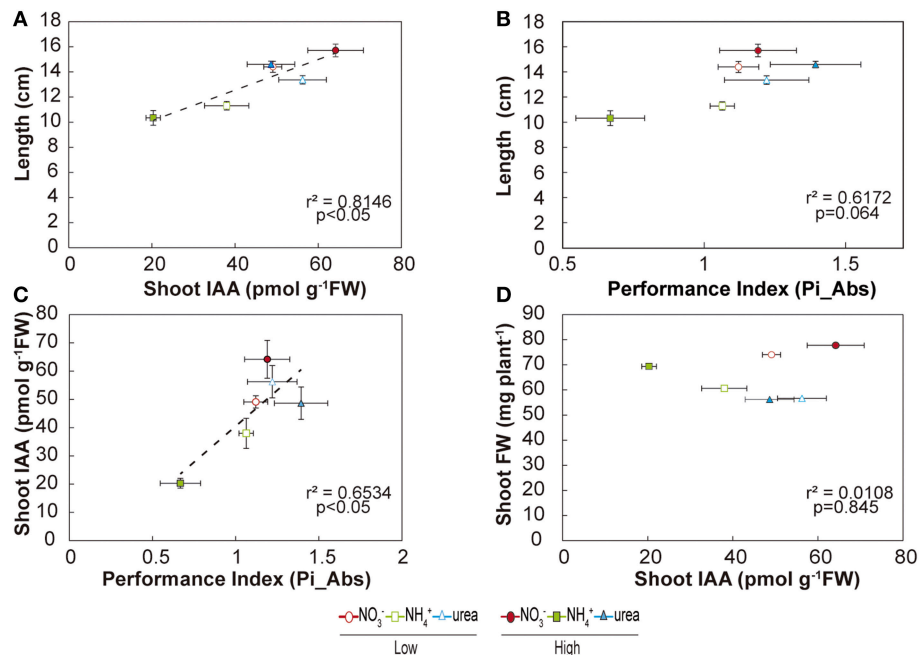 A
18
16
14
12
10
8
6
4
2
0
Length (cm)
r² = 0.8146
p<0.05
0 20 40 60 80
Shoot IAA (pmol g⁻¹FW)
B
18
16
14
12
10
8
6
4
2
0
Length (cm)
r² = 0.6172
p=0.064
0.5 1 1.5
Performance Index (Pi_Abs)
C
80
70
60
50
40
30
20
10
0
Shoot IAA (pmol g⁻¹FW)
r² = 0.6534
p<0.05
0 0.5 1 1.5 2
Performance Index (Pi_Abs)
D
90
80
70
60
50
40
30
20
10
0
Shoot FW (mg plant⁻¹)
r² = 0.0108
p=0.845
0 20 40 60 80
Shoot IAA (pmol g⁻¹FW)
NO₃⁻ NH₄⁺ urea
Low
NO₃⁻ NH₄⁺ urea
High